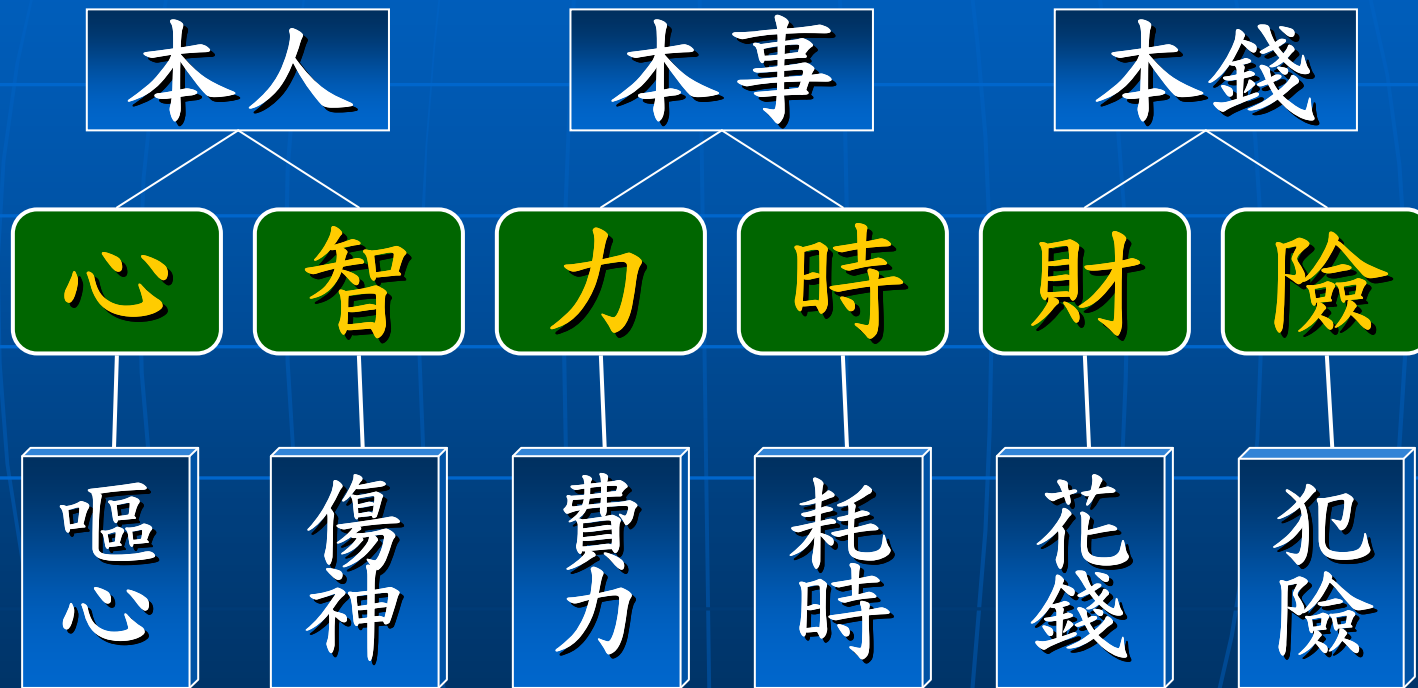 本人
本事
本錢
心
智
力
時
財
險
嘔心
傷神
費力
耗時
花錢
犯險